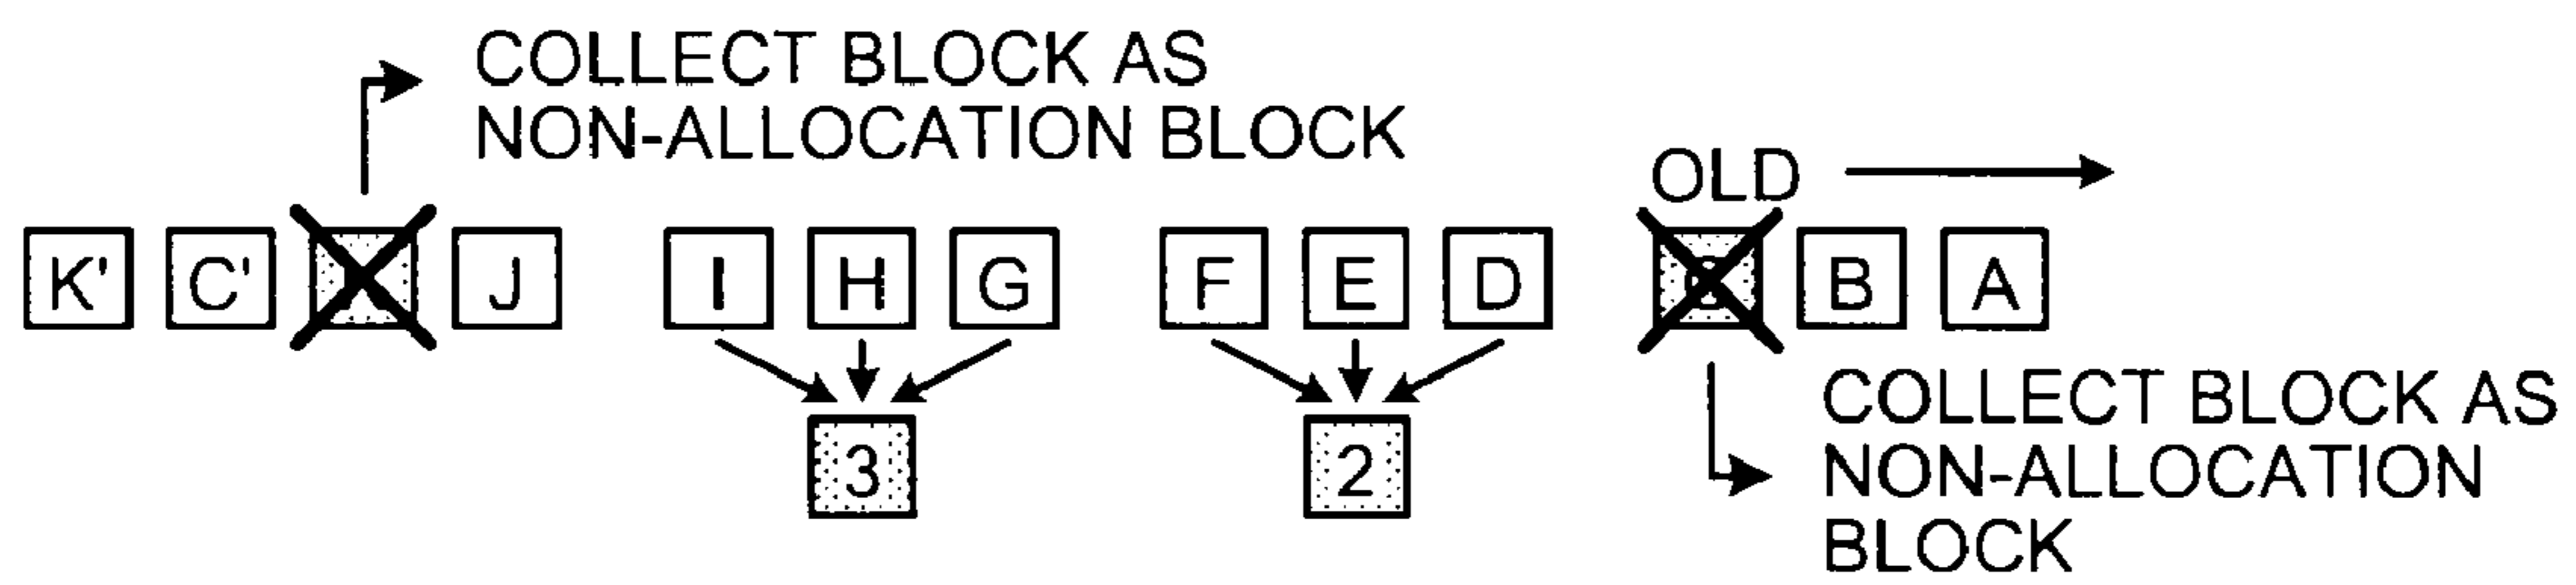 COLLECT BLOCK AS
NON-ALLOCATION BLOCK
OLD
K' C' J I H G F E D B A
3 2
COLLECT BLOCK AS
NON-ALLOCATION
BLOCK